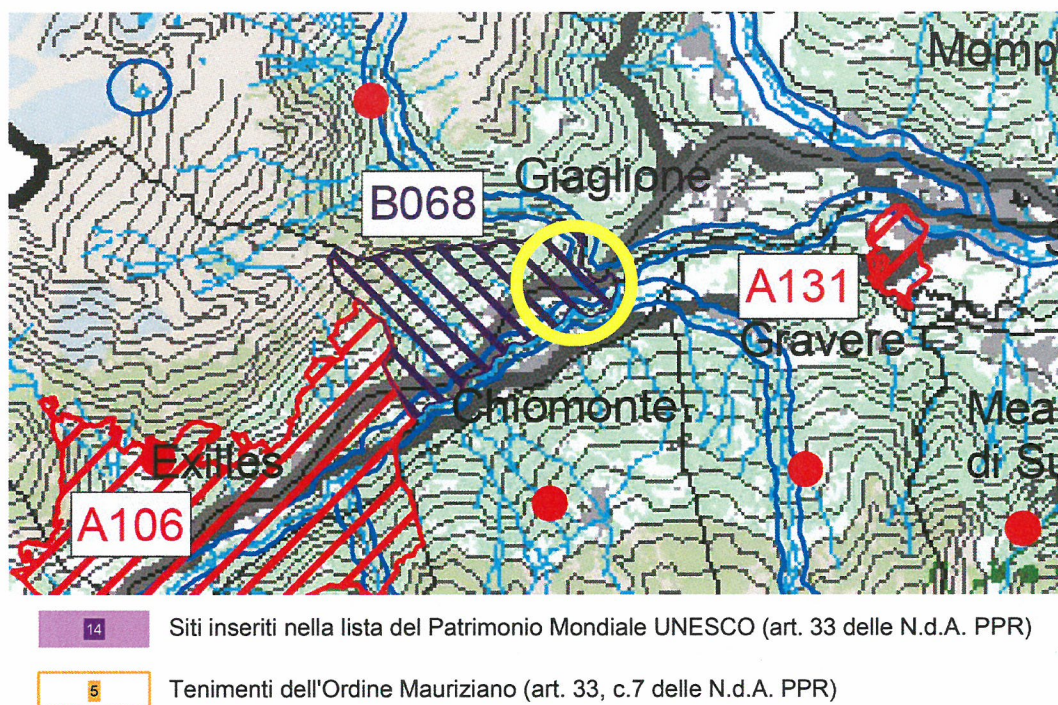 Momp
Giaglione
B068
A131
Gravere
Chiomonte
Mea
di Su
Exilles
A106
14 Siti inseriti nella lista del Patrimonio Mondiale UNESCO (art. 33 delle N.d.A. PPR)
5 Tenimenti dell'Ordine Mauriziano (art. 33, c.7 delle N.d.A. PPR)